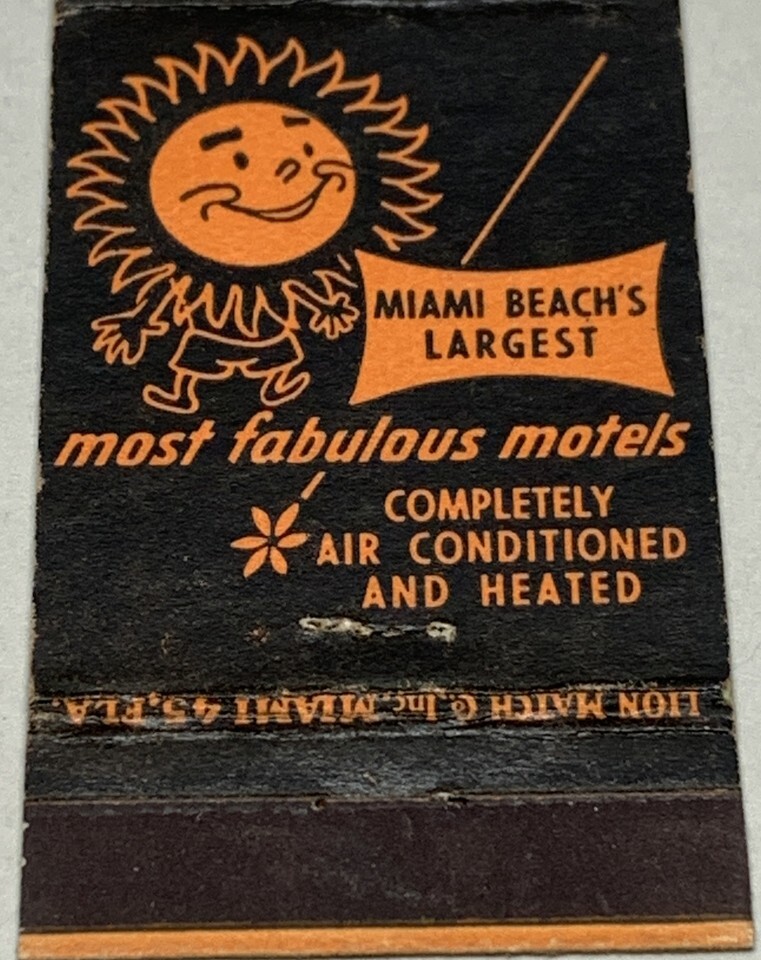 MIAMI BEACH'S
LARGEST
most fabulous motels
COMPLETELY
AIR CONDITIONED
AND HEATED
LION MATCH Co. Inc. MIAMI 45, FLA.